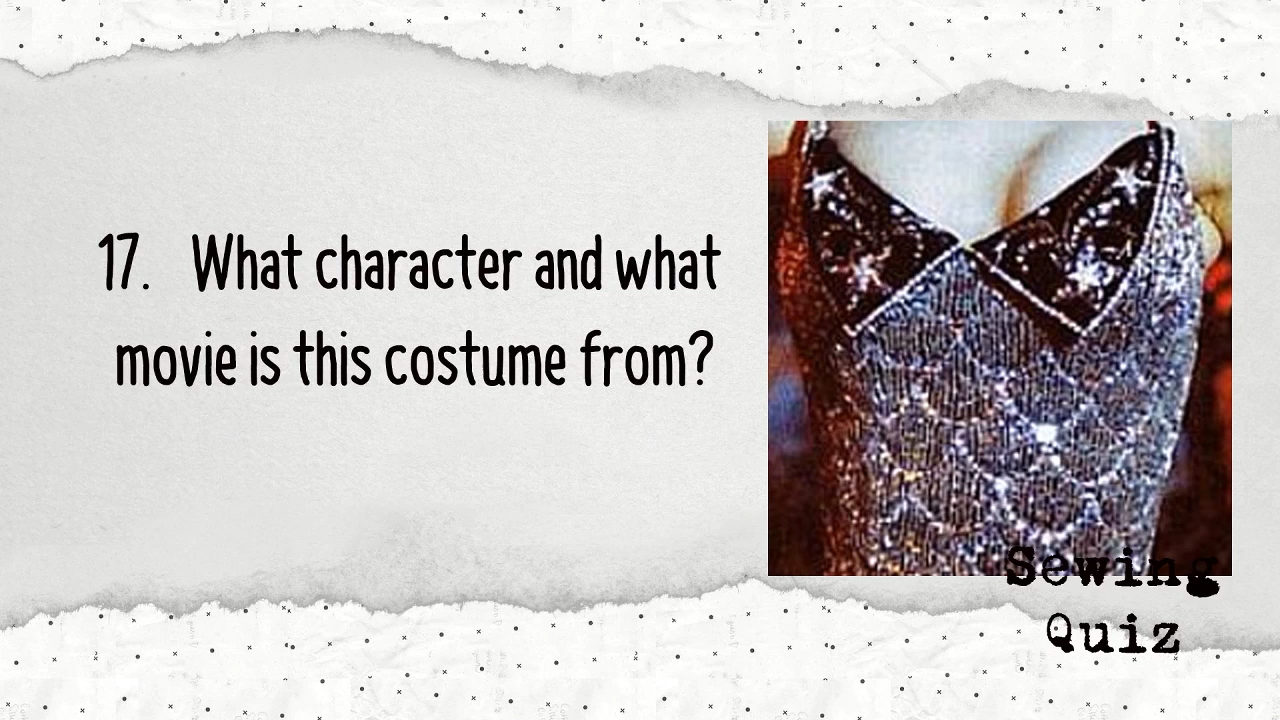 17. What character and what
movie is this costume from?
Sewing
Quiz